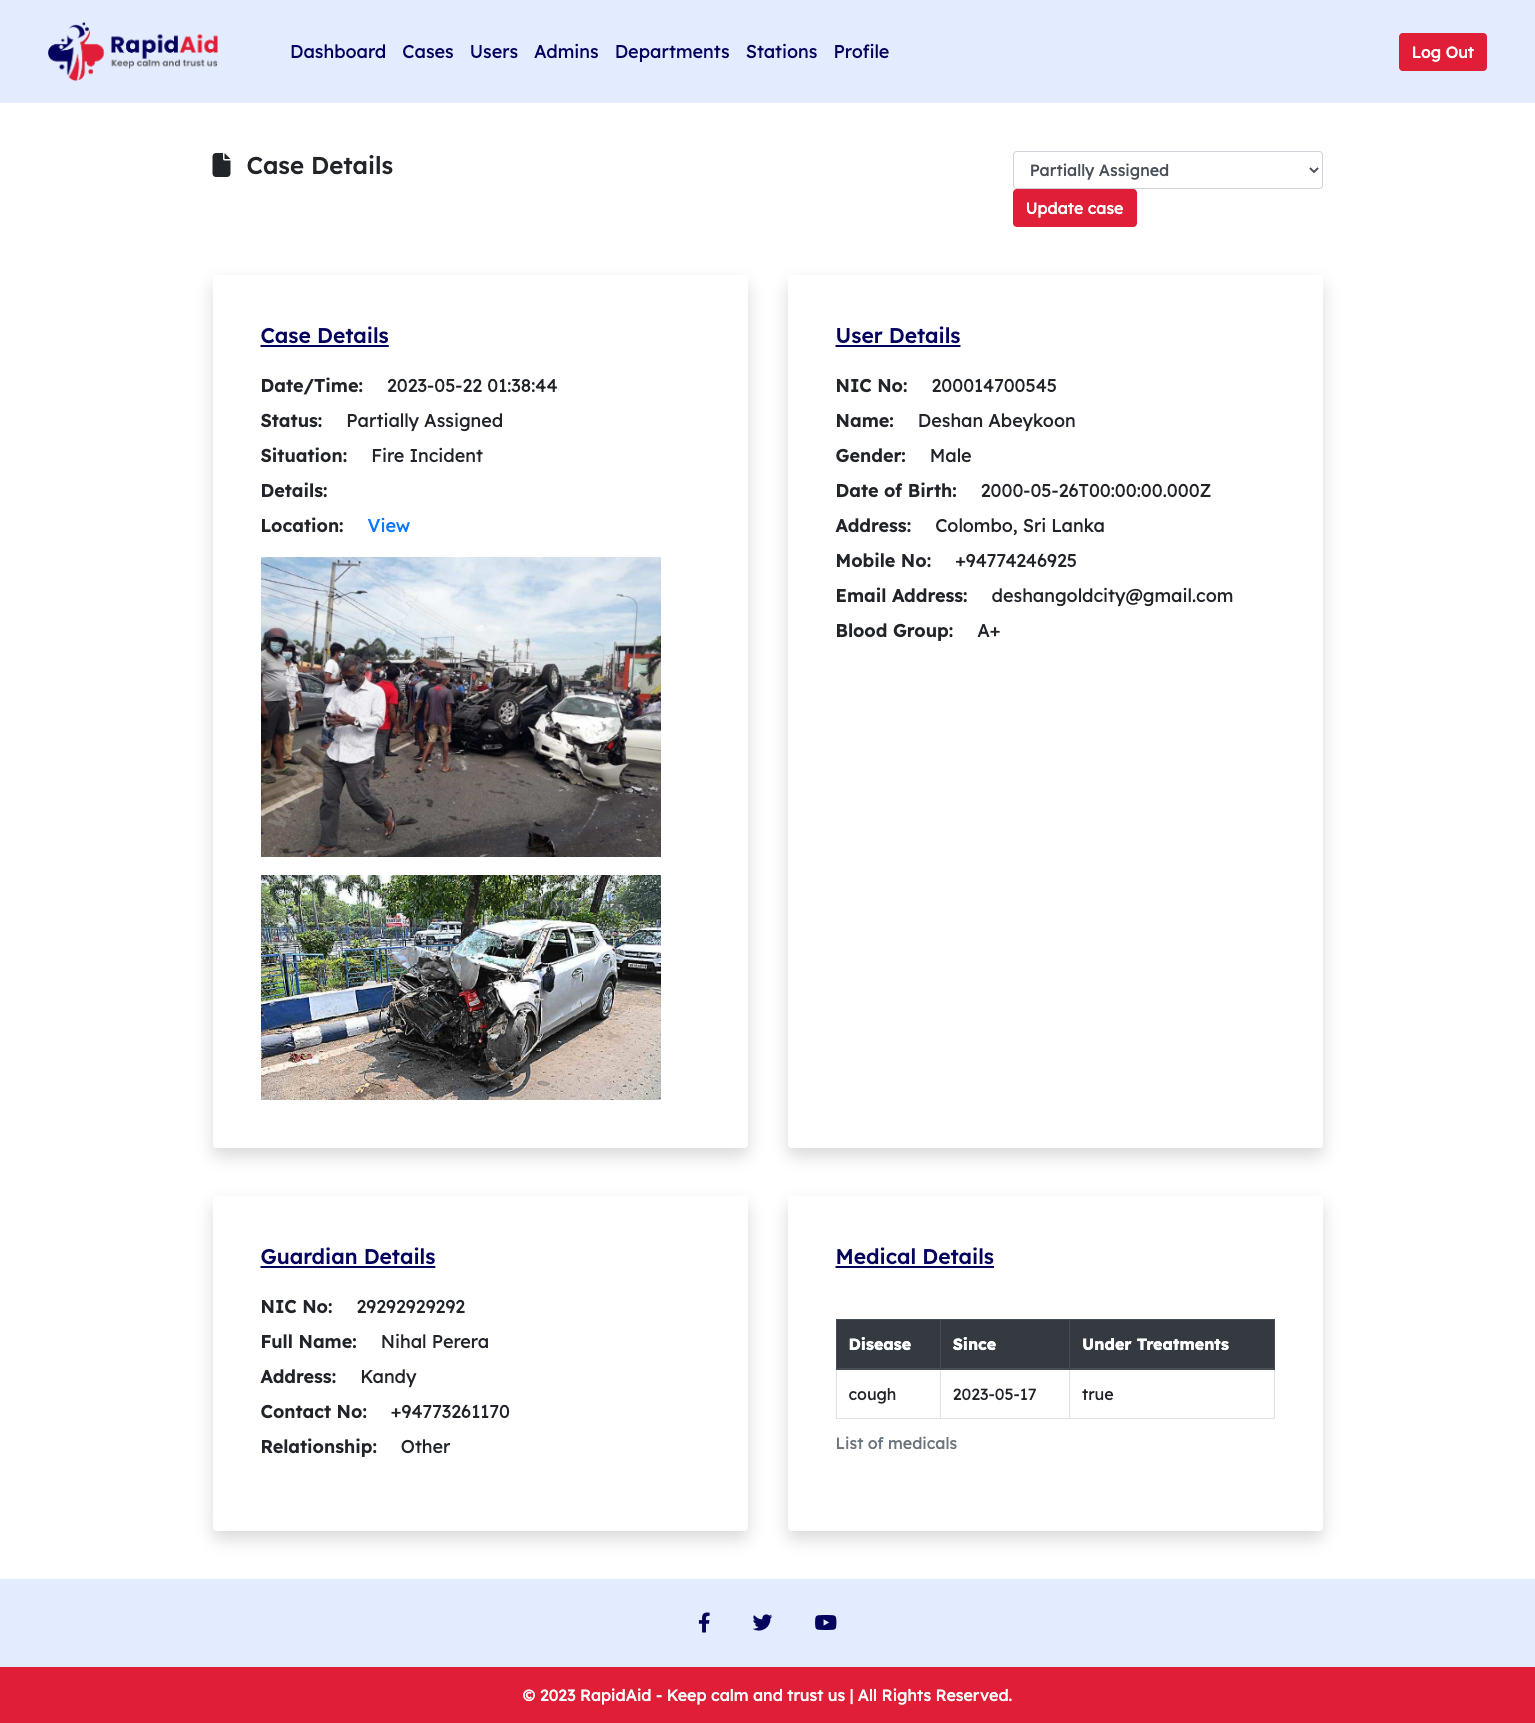 RapidAid
Keep calm and trust us
Dashboard Cases Users Admins Departments Stations Profile
Log Out
Case Details
Partially Assigned
Update case
Case Details
Date/Time: 2023-05-22 01:38:44
Status: Partially Assigned
Situation: Fire Incident
Details:
Location: View
User Details
NIC No: 200014700545
Name: Deshan Abeykoon
Gender: Male
Date of Birth: 2000-05-26T00:00:00.000Z
Address: Colombo, Sri Lanka
Mobile No: +94774246925
Email Address: deshangoldcity@gmail.com
Blood Group: A+
Guardian Details
NIC No: 29292929292
Full Name: Nihal Perera
Address: Kandy
Contact No: +94773261170
Relationship: Other
Medical Details
Disease Since Under Treatments
cough 2023-05-17 true
List of medicals
© 2023 RapidAid - Keep calm and trust us | All Rights Reserved.